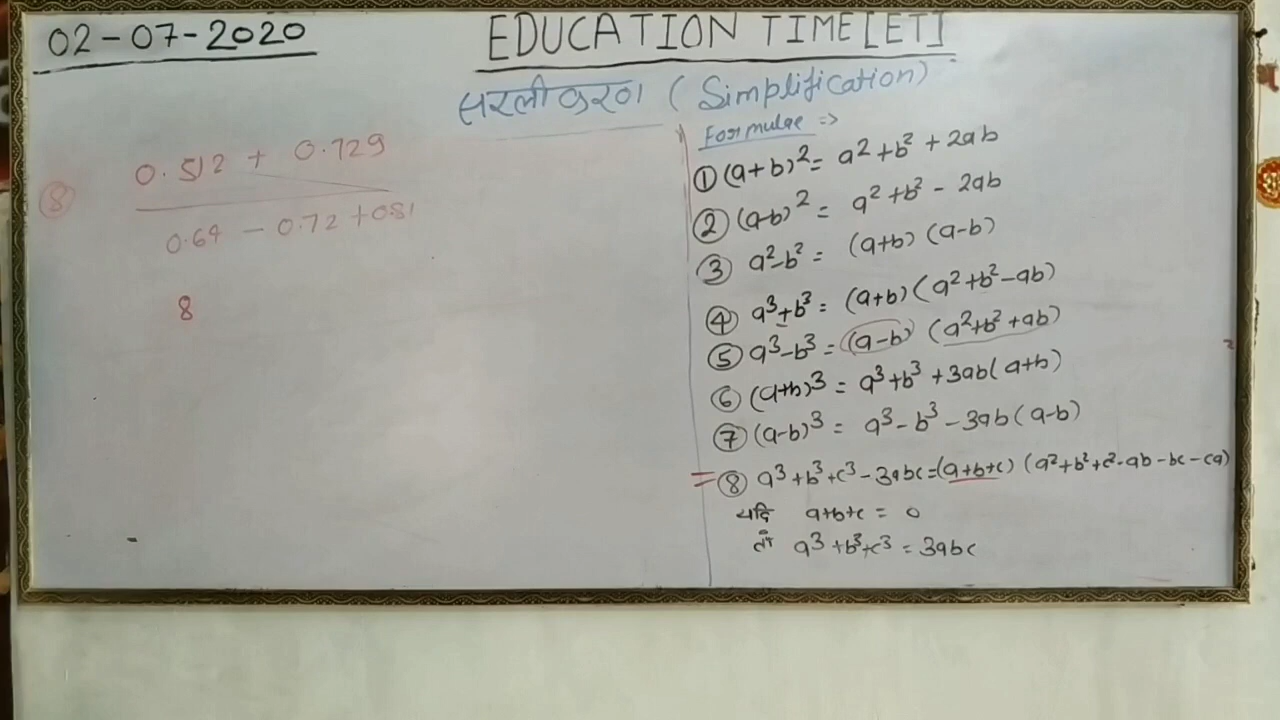 02-07-2020
EDUCATION TIME[ET]
सरलीकरण (Simplification)
⑧ 0.512 + 0.729
0.64 - 0.72 + 0.81
8
Formulae =>
① (a+b)² = a² + b² + 2ab
② (a-b)² = a² + b² - 2ab
③ a² - b² = (a+b) (a-b)
④ a³ + b³ = (a+b) (a² + b² - ab)
⑤ a³ - b³ = (a-b) (a² + b² + ab)
⑥ (a+b)³ = a³ + b³ + 3ab(a+b)
⑦ (a-b)³ = a³ - b³ - 3ab(a-b)
= ⑧ a³ + b³ + c³ - 3abc = (a+b+c) (a² + b² + c² - ab - bc - ca)
यदि a+b+c = 0
तो a³ + b³ + c³ = 3abc